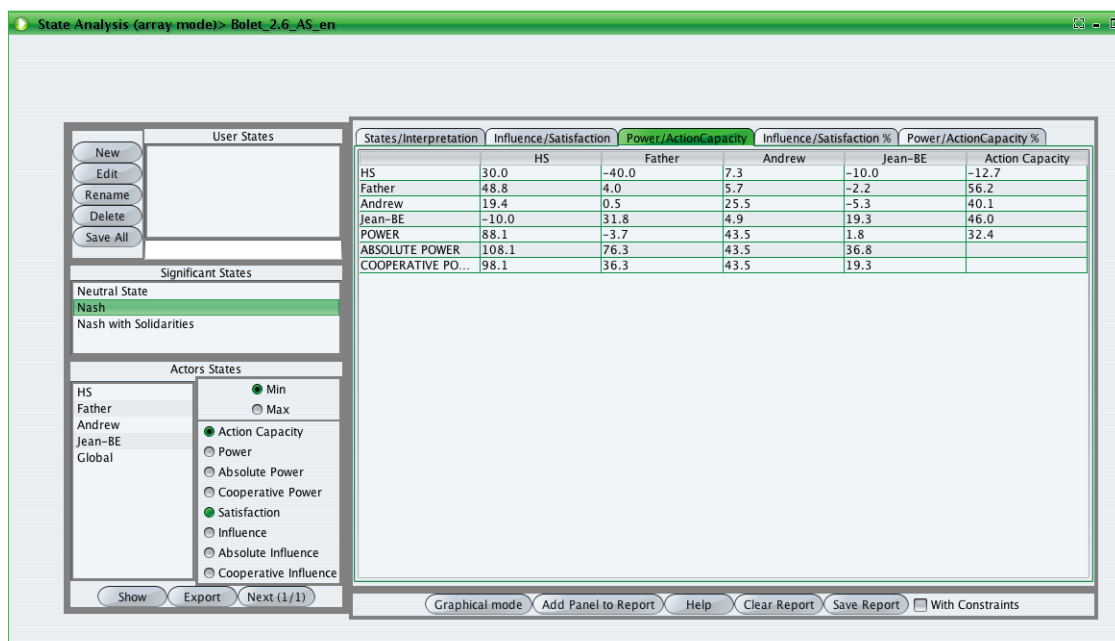 State Analysis (array mode)> Bolet_2.6_AS_en
User States
New
Edit
Rename
Delete
Save All
Significant States
Neutral State
Nash
Nash with Solidarities
Actors States
HS
Father
Andrew
Jean-BE
Global
Min
Max
Action Capacity
Power
Absolute Power
Cooperative Power
Satisfaction
Influence
Absolute Influence
Cooperative Influence
Show Export Next (1/1)
States/Interpretation Influence/Satisfaction Power/ActionCapacity Influence/Satisfaction % Power/ActionCapacity %
HS Father Andrew Jean-BE Action Capacity
HS 30.0 -40.0 7.3 -10.0 -12.7
Father 48.8 4.0 5.7 -2.2 56.2
Andrew 19.4 0.5 25.5 -5.3 40.1
Jean-BE -10.0 31.8 4.9 19.3 46.0
POWER 88.1 -3.7 43.5 1.8 32.4
ABSOLUTE POWER 108.1 76.3 43.5 36.8
COOPERATIVE PO... 98.1 36.3 43.5 19.3
Graphical mode Add Panel to Report Help Clear Report Save Report With Constraints